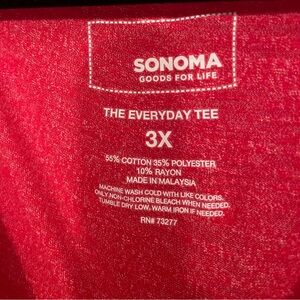 SONOMA
GOODS FOR LIFE
THE EVERYDAY TEE
3X
55% COTTON 35% POLYESTER
10% RAYON
MADE IN MALAYSIA
MACHINE WASH COLD WITH LIKE COLORS.
ONLY NON-CHLORINE BLEACH WHEN NEEDED.
TUMBLE DRY LOW, WARM IRON IF NEEDED.
RN# 73277